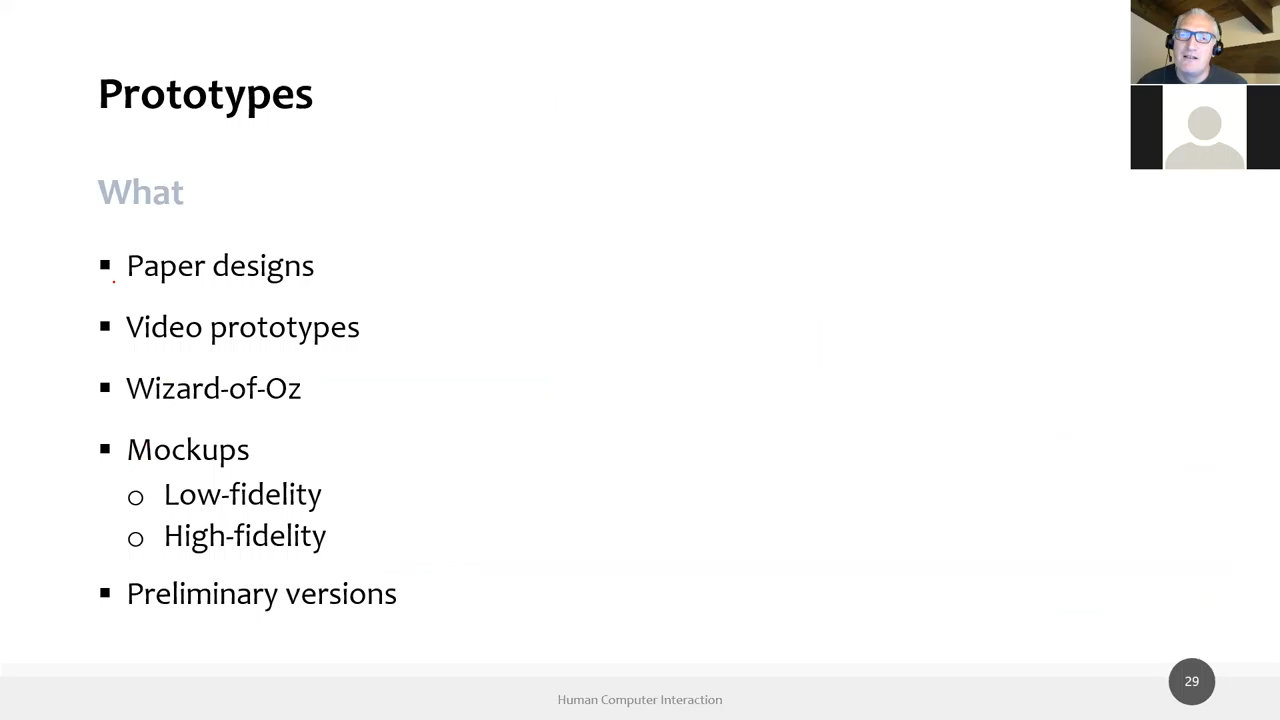 Prototypes
What
▪ Paper designs
▪ Video prototypes
▪ Wizard-of-Oz
▪ Mockups
o Low-fidelity
o High-fidelity
▪ Preliminary versions
Human Computer Interaction
29